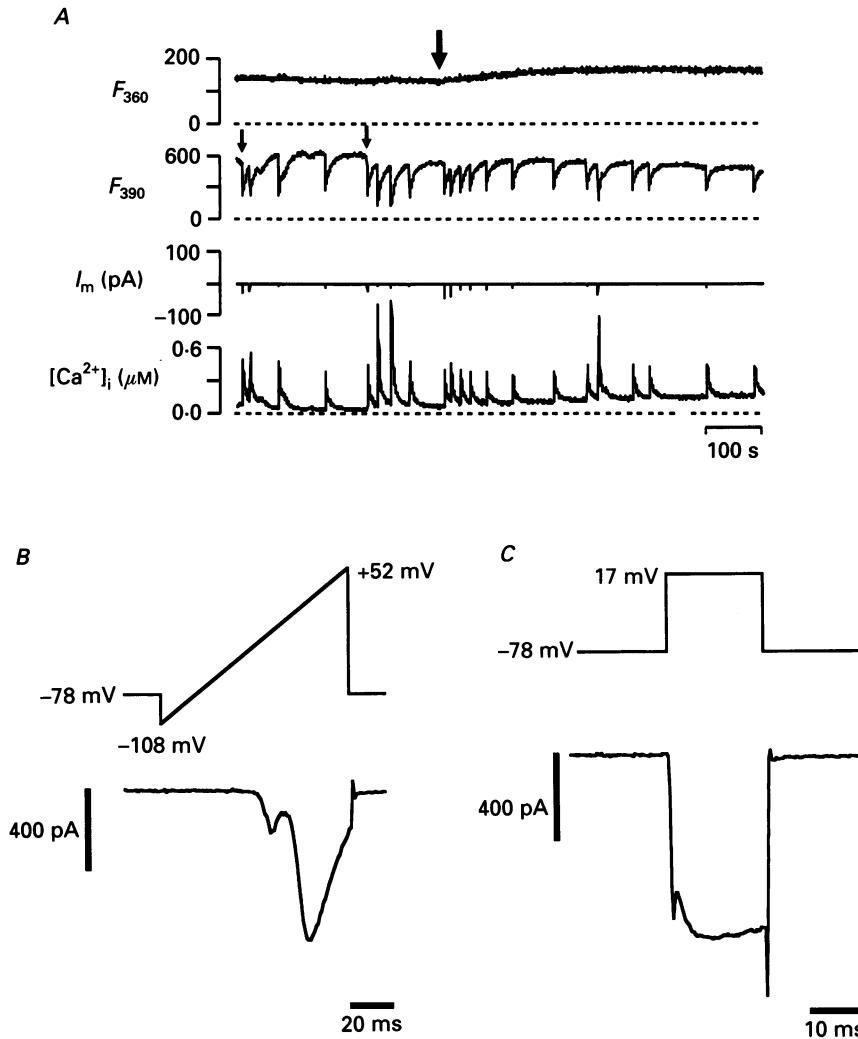 A
200
F360
0
600
F390
0
100
Im (pA)
−100
0·6
[Ca2+]i (μM)
0·0
100 s
B
+52 mV
−78 mV
−108 mV
400 pA
20 ms
C
17 mV
−78 mV
400 pA
10 ms